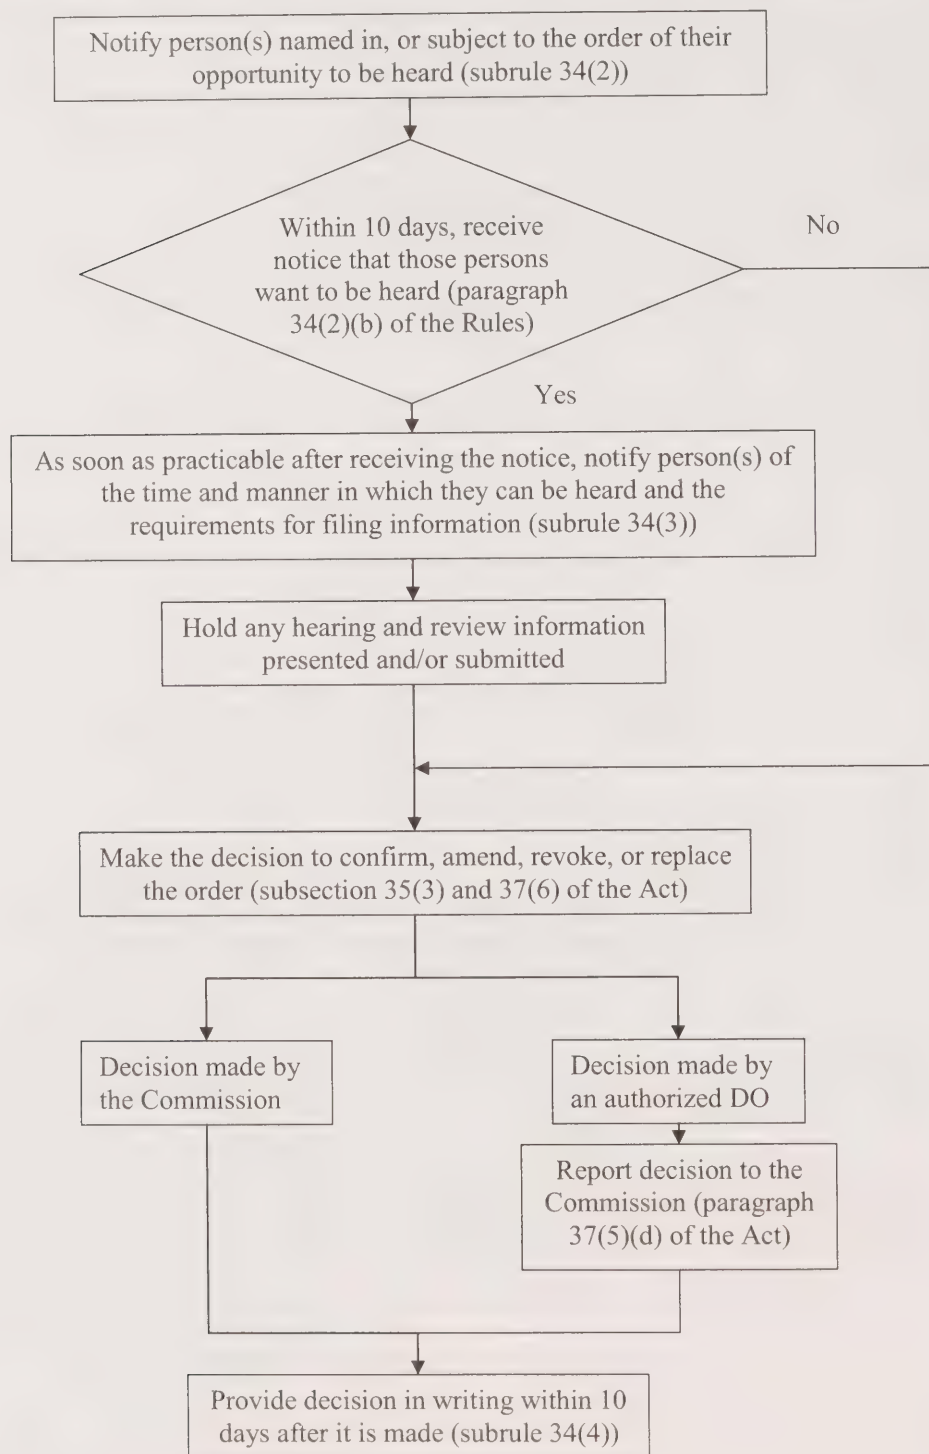 Notify person(s) named in, or subject to the order of their
opportunity to be heard (subrule 34(2))
Within 10 days, receive
notice that those persons
want to be heard (paragraph
34(2)(b) of the Rules)
No
Yes
As soon as practicable after receiving the notice, notify person(s) of
the time and manner in which they can be heard and the
requirements for filing information (subrule 34(3))
Hold any hearing and review information
presented and/or submitted
Make the decision to confirm, amend, revoke, or replace
the order (subsection 35(3) and 37(6) of the Act)
Decision made by
the Commission
Decision made by
an authorized DO
Report decision to the
Commission (paragraph
37(5)(d) of the Act)
Provide decision in writing within 10
days after it is made (subrule 34(4))